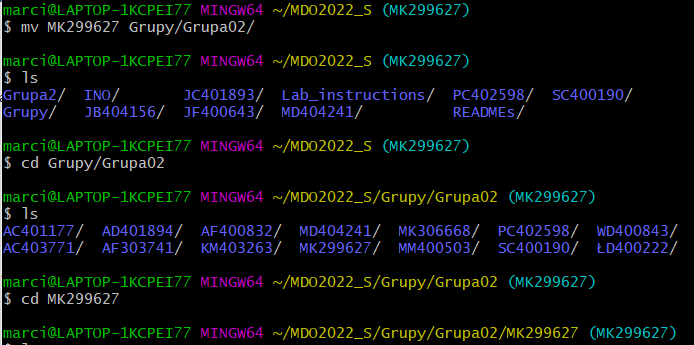 marci@LAPTOP-1KCPEI77 MINGW64 ~/MDO2022_S (MK299627)
$ mv MK299627 Grupy/Grupa02/
marci@LAPTOP-1KCPEI77 MINGW64 ~/MDO2022_S (MK299627)
$ ls
Grupa2/  INO/       JC401893/  Lab_instructions/  PC402598/  SC400190/
Grupy/   JB404156/  JF400643/  MD404241/          READMEs/
marci@LAPTOP-1KCPEI77 MINGW64 ~/MDO2022_S (MK299627)
$ cd Grupy/Grupa02
marci@LAPTOP-1KCPEI77 MINGW64 ~/MDO2022_S/Grupy/Grupa02 (MK299627)
$ ls
AC401177/  AD401894/  AF400832/  MD404241/  MK306668/  PC402598/  WD400843/
AC403771/  AF303741/  KM403263/  MK299627/  MM400503/  SC400190/  ŁD400222/
marci@LAPTOP-1KCPEI77 MINGW64 ~/MDO2022_S/Grupy/Grupa02 (MK299627)
$ cd MK299627
marci@LAPTOP-1KCPEI77 MINGW64 ~/MDO2022_S/Grupy/Grupa02/MK299627 (MK299627)